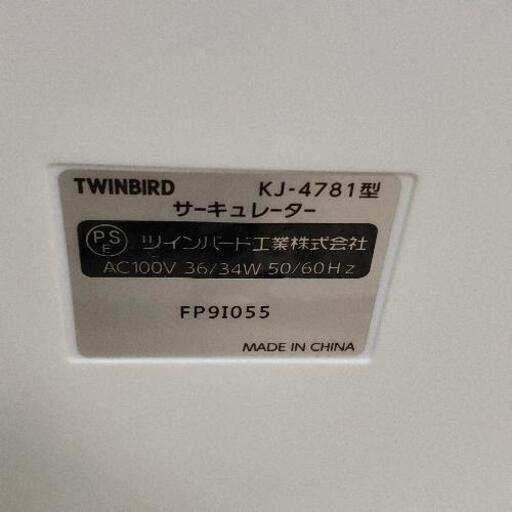 TWINBIRD KJ-4781型
サーキュレーター
PSE ツインバード工業株式会社
AC100V 36/34W 50/60Hz
FP9I055
MADE IN CHINA